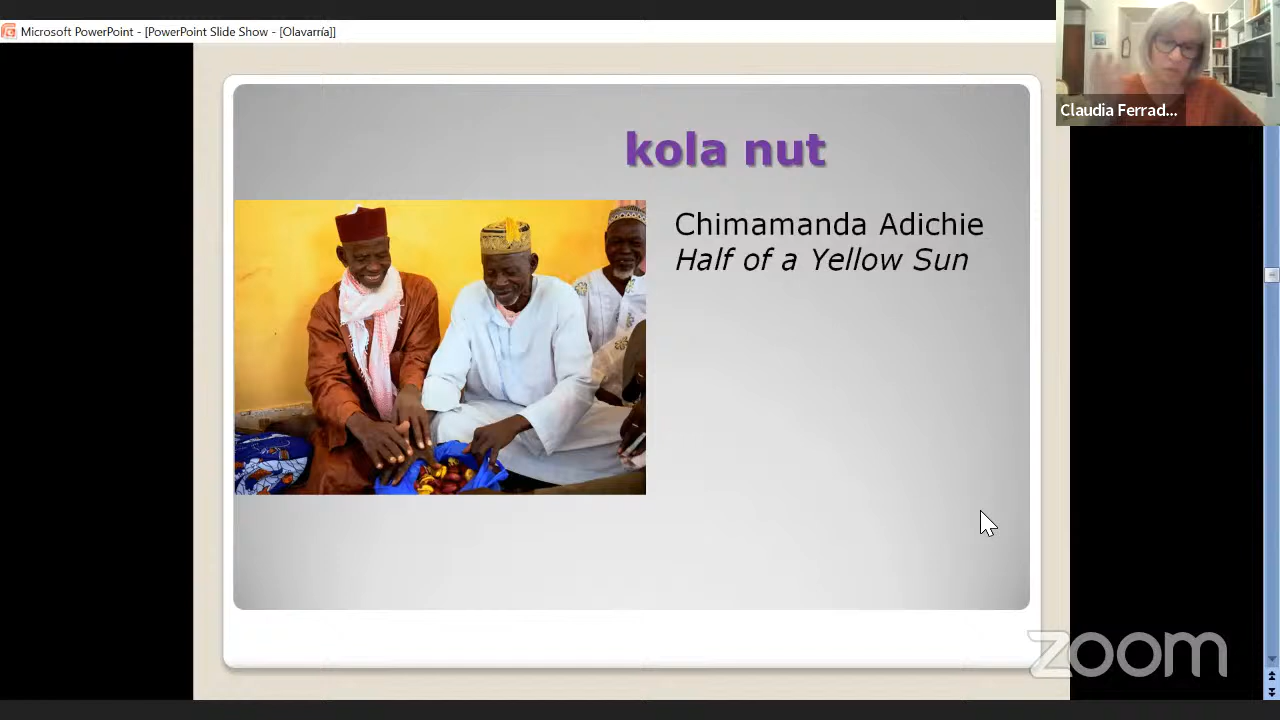 Microsoft PowerPoint - [PowerPoint Slide Show - [Olavarría]]
Claudia Ferrad...
kola nut
Chimamanda Adichie
Half of a Yellow Sun
zoom